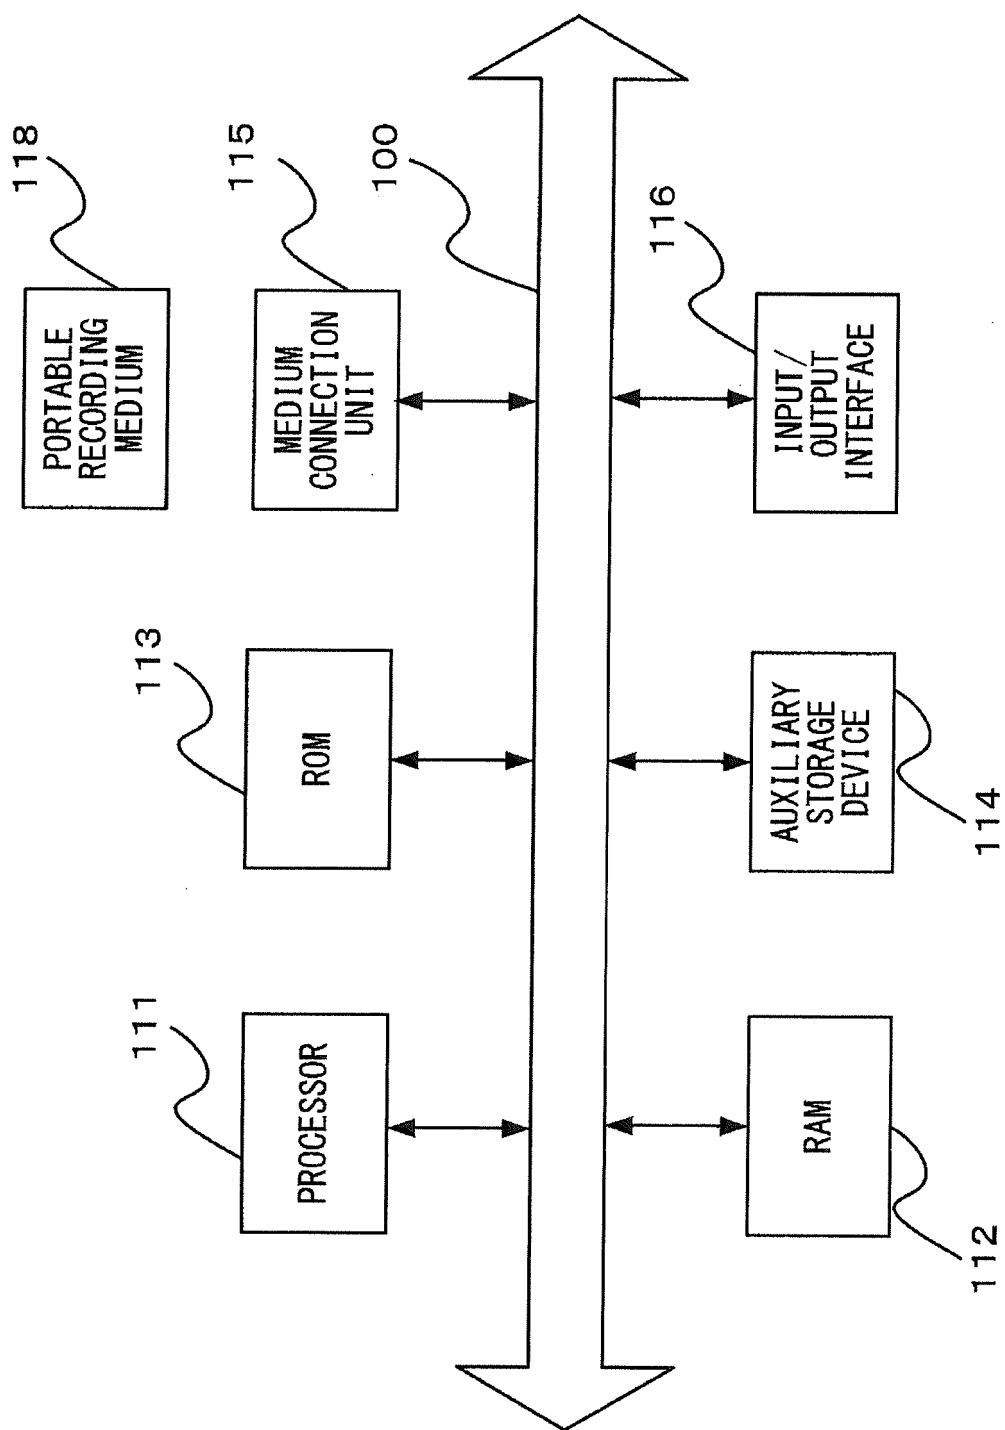 111
PROCESSOR
113
ROM
118
PORTABLE
RECORDING
MEDIUM
115
MEDIUM
CONNECTION
UNIT
100
RAM
112
AUXILIARY
STORAGE
DEVICE
114
116
INPUT/
OUTPUT
INTERFACE